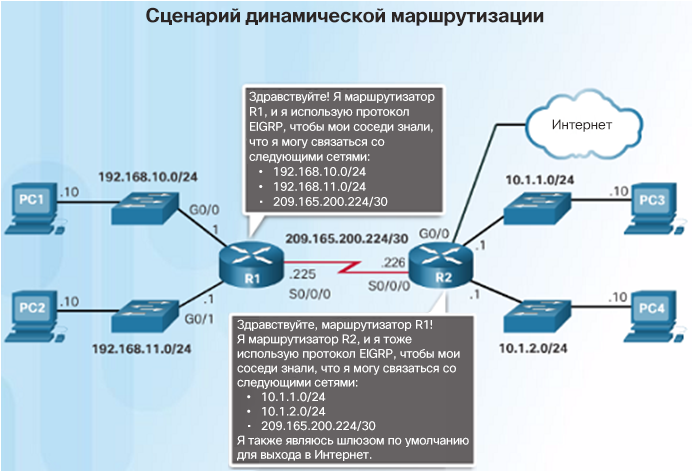 Сценарий динамической маршрутизации
Здравствуйте! Я маршрутизатор
R1, и я использую протокол
EIGRP, чтобы мои соседи знали,
что я могу связаться со
следующими сетями:
• 192.168.10.0/24
• 192.168.11.0/24
• 209.165.200.224/30
Интернет
192.168.10.0/24
10.1.1.0/24
PC1
.10
.10
PC3
G0/0
.1
209.165.200.224/30
G0/0
.1
R1
.225
.226
R2
S0/0/0
S0/0/0
PC2
.10
.1
G0/1
.1
.10
PC4
192.168.11.0/24
10.1.2.0/24
Здравствуйте, маршрутизатор R1!
Я маршрутизатор R2, и я тоже
использую протокол EIGRP, чтобы мои
соседи знали, что я могу связаться со
следующими сетями:
• 10.1.1.0/24
• 10.1.2.0/24
• 209.165.200.224/30
Я также являюсь шлюзом по умолчанию
для выхода в Интернет.